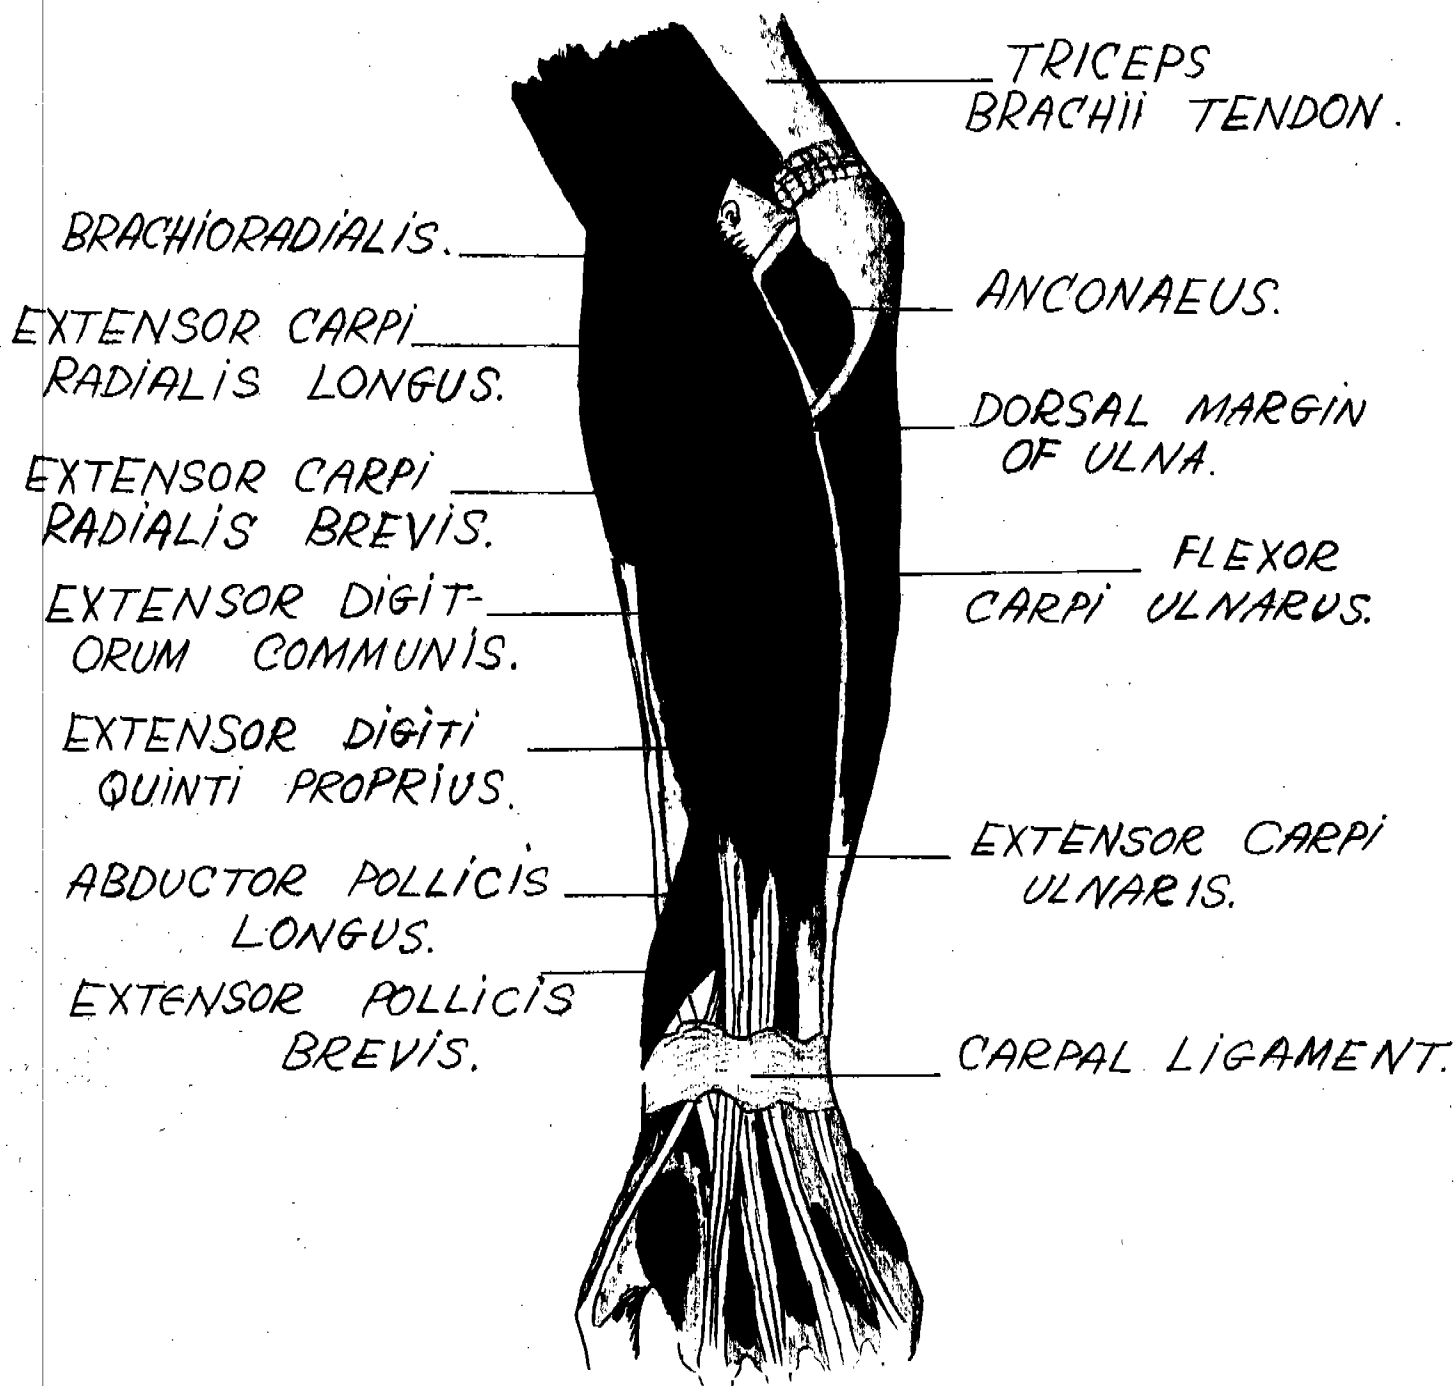 BRACHIORADIALIS.
EXTENSOR CARPI
RADIALIS LONGUS.
EXTENSOR CARPI
RADIALIS BREVIS.
EXTENSOR DIGIT-
ORUM COMMUNIS.
EXTENSOR DIGITI
QUINTI PROPRIUS.
ABDUCTOR POLLICIS
LONGUS.
EXTENSOR POLLICIS
BREVIS.
TRICEPS
BRACHII TENDON.
ANCONAEUS.
DORSAL MARGIN
OF ULNA.
FLEXOR
CARPI ULNARUS.
EXTENSOR CARPI
ULNARIS.
CARPAL LIGAMENT.